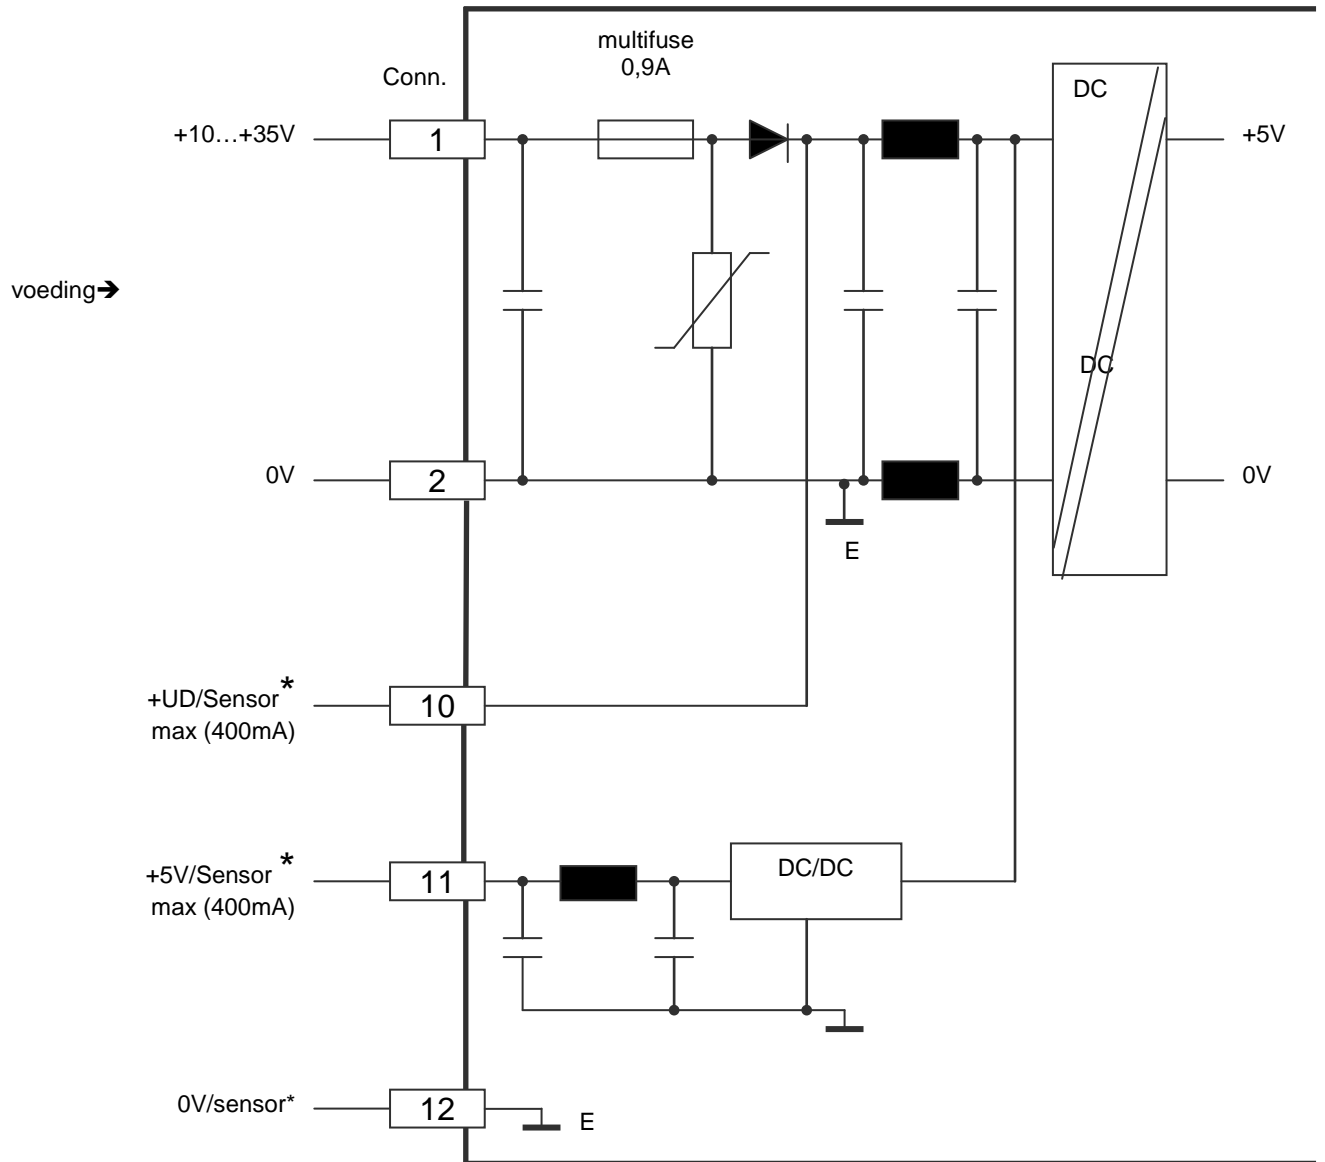 multifuse
0,9A
Conn.
DC
+10…+35V
1
+5V
voeding➔
DC
0V
2
0V
E
+UD/Sensor*
max (400mA)
10
+5V/Sensor*
max (400mA)
11
DC/DC
0V/sensor*
12
E